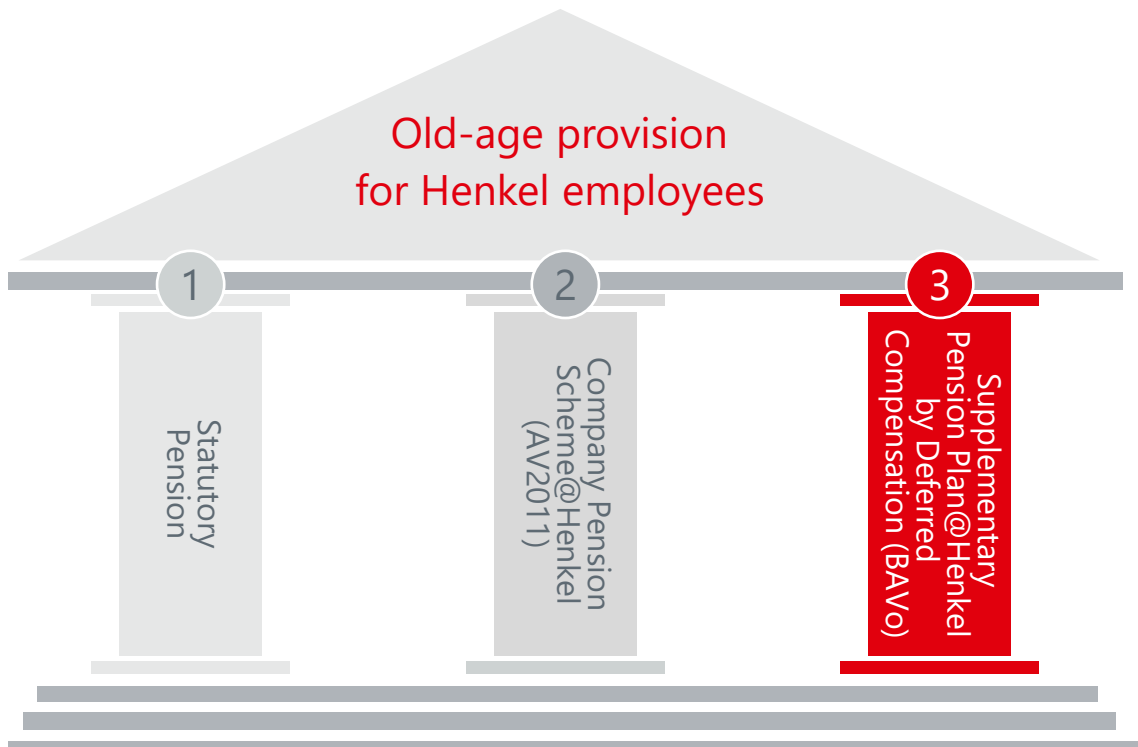 Old-age provision
for Henkel employees
1
Statutory
Pension
2
Company Pension
Scheme@Henkel
(AV2011)
3
Supplementary
Pension Plan@Henkel
by Deferred
Compensation (BAVo)